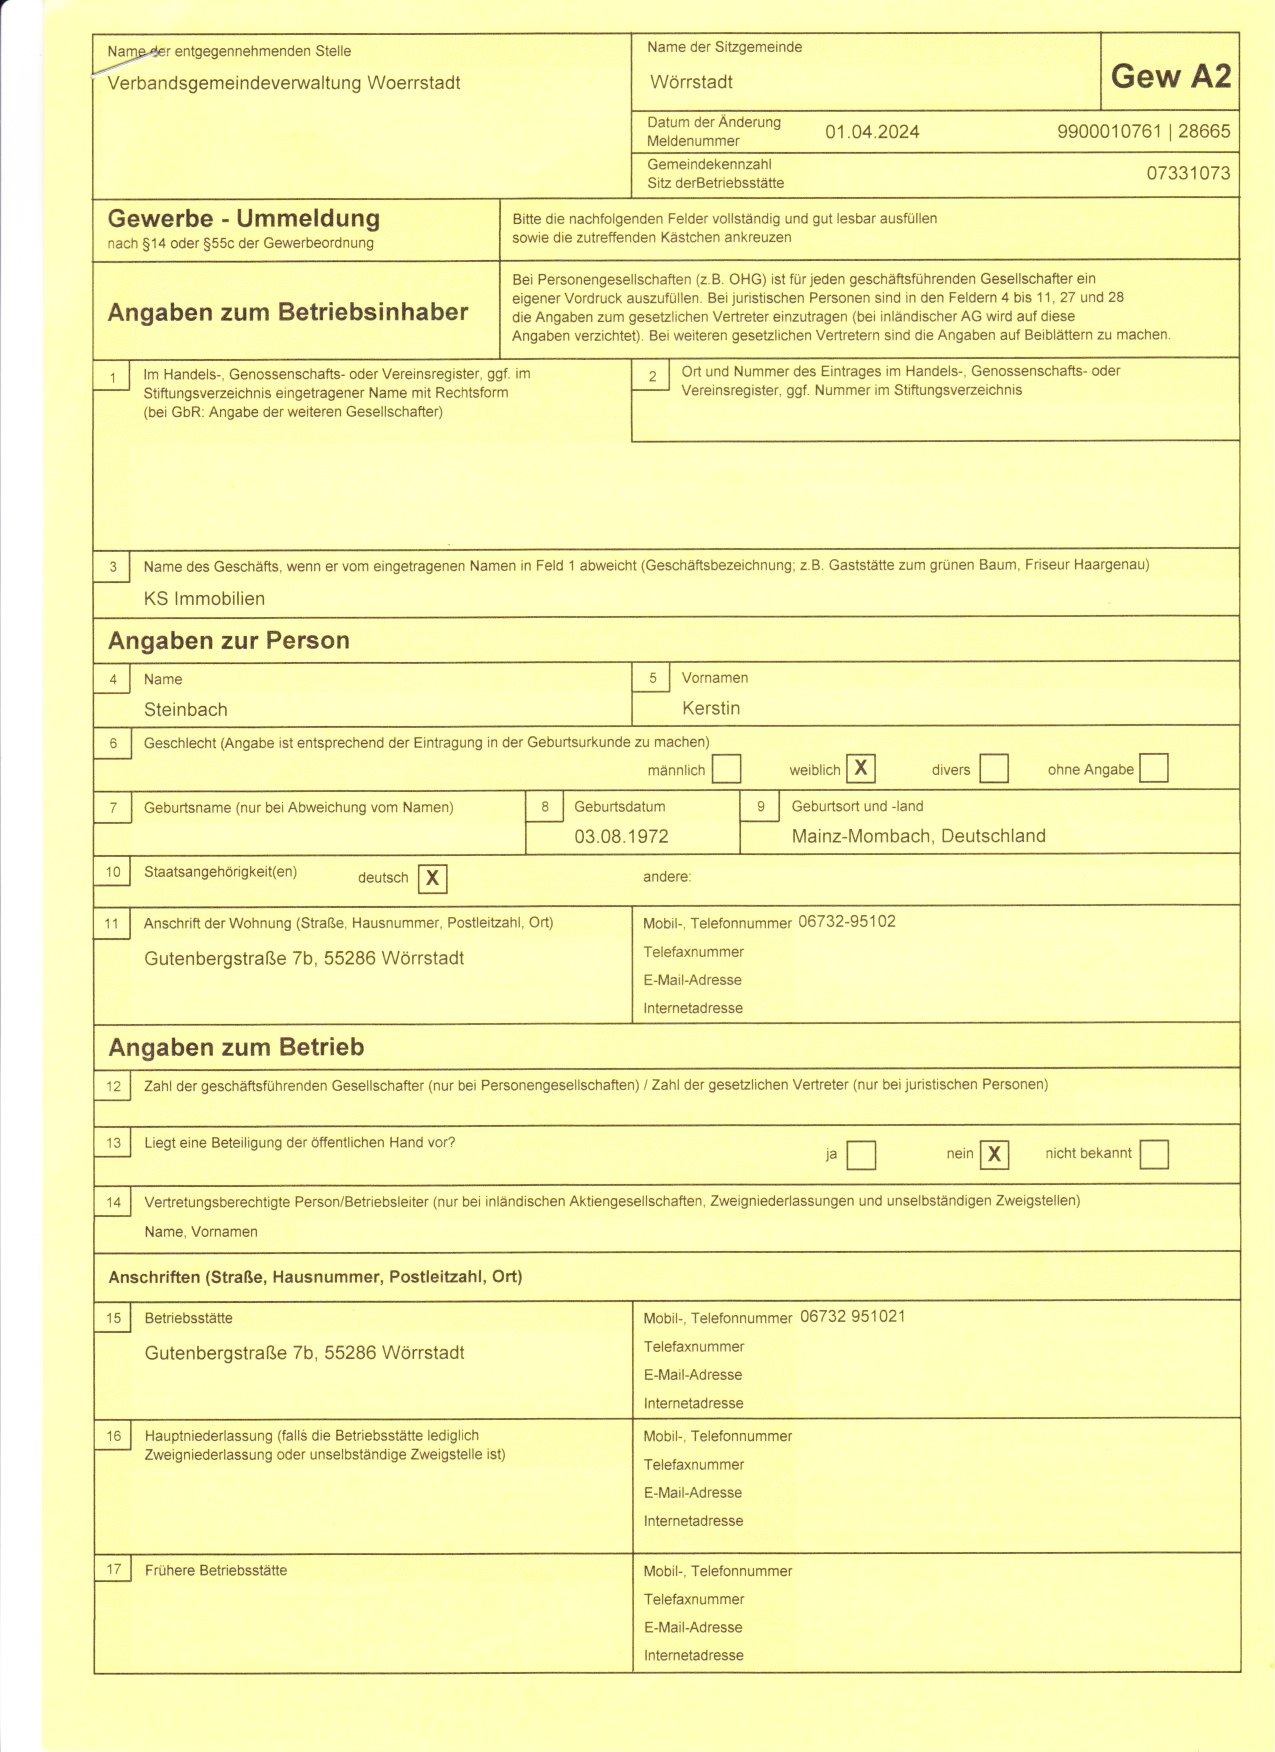 Name der entgegennehmenden Stelle
Verbandsgemeindeverwaltung Woerrstadt
Name der Sitzgemeinde
Wörrstadt
Gew A2
Datum der Änderung
Meldenummer
01.04.2024
9900010761 | 28665
Gemeindekennzahl
Sitz derBetriebsstätte
07331073
Gewerbe - Ummeldung
nach §14 oder §55c der Gewerbeordnung
Bitte die nachfolgenden Felder vollständig und gut lesbar ausfüllen
sowie die zutreffenden Kästchen ankreuzen
Angaben zum Betriebsinhaber
Bei Personengesellschaften (z.B. OHG) ist für jeden geschäftsführenden Gesellschafter ein
eigener Vordruck auszufüllen. Bei juristischen Personen sind in den Feldern 4 bis 11, 27 und 28
die Angaben zum gesetzlichen Vertreter einzutragen (bei inländischer AG wird auf diese
Angaben verzichtet). Bei weiteren gesetzlichen Vertretern sind die Angaben auf Beiblättern zu machen.
1 Im Handels-, Genossenschafts- oder Vereinsregister, ggf. im
Stiftungsverzeichnis eingetragener Name mit Rechtsform
(bei GbR: Angabe der weiteren Gesellschafter)
2 Ort und Nummer des Eintrages im Handels-, Genossenschafts- oder
Vereinsregister, ggf. Nummer im Stiftungsverzeichnis
3 Name des Geschäfts, wenn er vom eingetragenen Namen in Feld 1 abweicht (Geschäftsbezeichnung; z.B. Gaststätte zum grünen Baum, Friseur Haargenau)
KS Immobilien
Angaben zur Person
4 Name
Steinbach
5 Vornamen
Kerstin
6 Geschlecht (Angabe ist entsprechend der Eintragung in der Geburtsurkunde zu machen)
männlich weiblich X divers ohne Angabe
7 Geburtsname (nur bei Abweichung vom Namen)
8 Geburtsdatum
03.08.1972
9 Geburtsort und -land
Mainz-Mombach, Deutschland
10 Staatsangehörigkeit(en) deutsch X andere:
11 Anschrift der Wohnung (Straße, Hausnummer, Postleitzahl, Ort)
Gutenbergstraße 7b, 55286 Wörrstadt
Mobil-, Telefonnummer 06732-95102
Telefaxnummer
E-Mail-Adresse
Internetadresse
Angaben zum Betrieb
12 Zahl der geschäftsführenden Gesellschafter (nur bei Personengesellschaften) / Zahl der gesetzlichen Vertreter (nur bei juristischen Personen)
13 Liegt eine Beteiligung der öffentlichen Hand vor?
ja nein X nicht bekannt
14 Vertretungsberechtigte Person/Betriebsleiter (nur bei inländischen Aktiengesellschaften, Zweigniederlassungen und unselbständigen Zweigstellen)
Name, Vornamen
Anschriften (Straße, Hausnummer, Postleitzahl, Ort)
15 Betriebsstätte
Gutenbergstraße 7b, 55286 Wörrstadt
Mobil-, Telefonnummer 06732 951021
Telefaxnummer
E-Mail-Adresse
Internetadresse
16 Hauptniederlassung (falls die Betriebsstätte lediglich
Zweigniederlassung oder unselbständige Zweigstelle ist)
Mobil-, Telefonnummer
Telefaxnummer
E-Mail-Adresse
Internetadresse
17 Frühere Betriebsstätte
Mobil-, Telefonnummer
Telefaxnummer
E-Mail-Adresse
Internetadresse